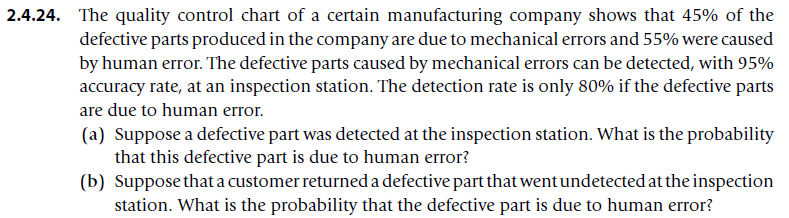 2.4.24. The quality control chart of a certain manufacturing company shows that 45% of the
defective parts produced in the company are due to mechanical errors and 55% were caused
by human error. The defective parts caused by mechanical errors can be detected, with 95%
accuracy rate, at an inspection station. The detection rate is only 80% if the defective parts
are due to human error.
(a) Suppose a defective part was detected at the inspection station. What is the probability
that this defective part is due to human error?
(b) Suppose that a customer returned a defective part that went undetected at the inspection
station. What is the probability that the defective part is due to human error?